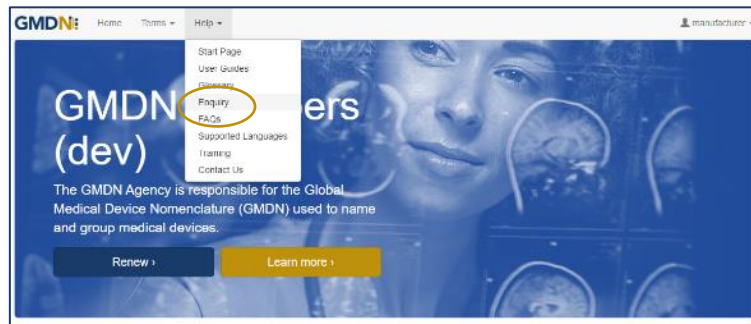 GMDN Home Terms Help manufacturer
Start Page
User Guides
Glossary
Enquiry
FAQs
Supported Languages
Training
Contact Us
GMDN ers
(dev)
The GMDN Agency is responsible for the Global
Medical Device Nomenclature (GMDN) used to name
and group medical devices.
Renew ›
Learn more ›